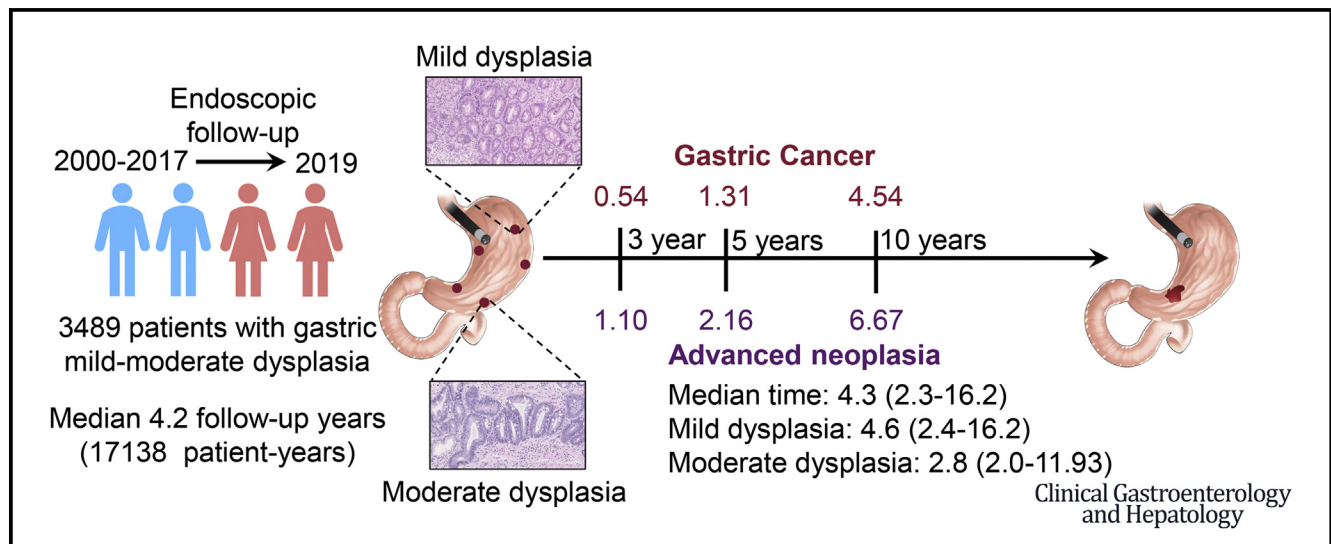 Mild dysplasia
Endoscopic
follow-up
2000-2017
2019
3489 patients with gastric
mild-moderate dysplasia
Median 4.2 follow-up years
(17138 patient-years)
Moderate dysplasia
Gastric Cancer
0.54
1.31
4.54
3 year
5 years
10 years
1.10
2.16
6.67
Advanced neoplasia
Median time: 4.3 (2.3-16.2)
Mild dysplasia: 4.6 (2.4-16.2)
Moderate dysplasia: 2.8 (2.0-11.93)
Clinical Gastroenterology
and Hepatology